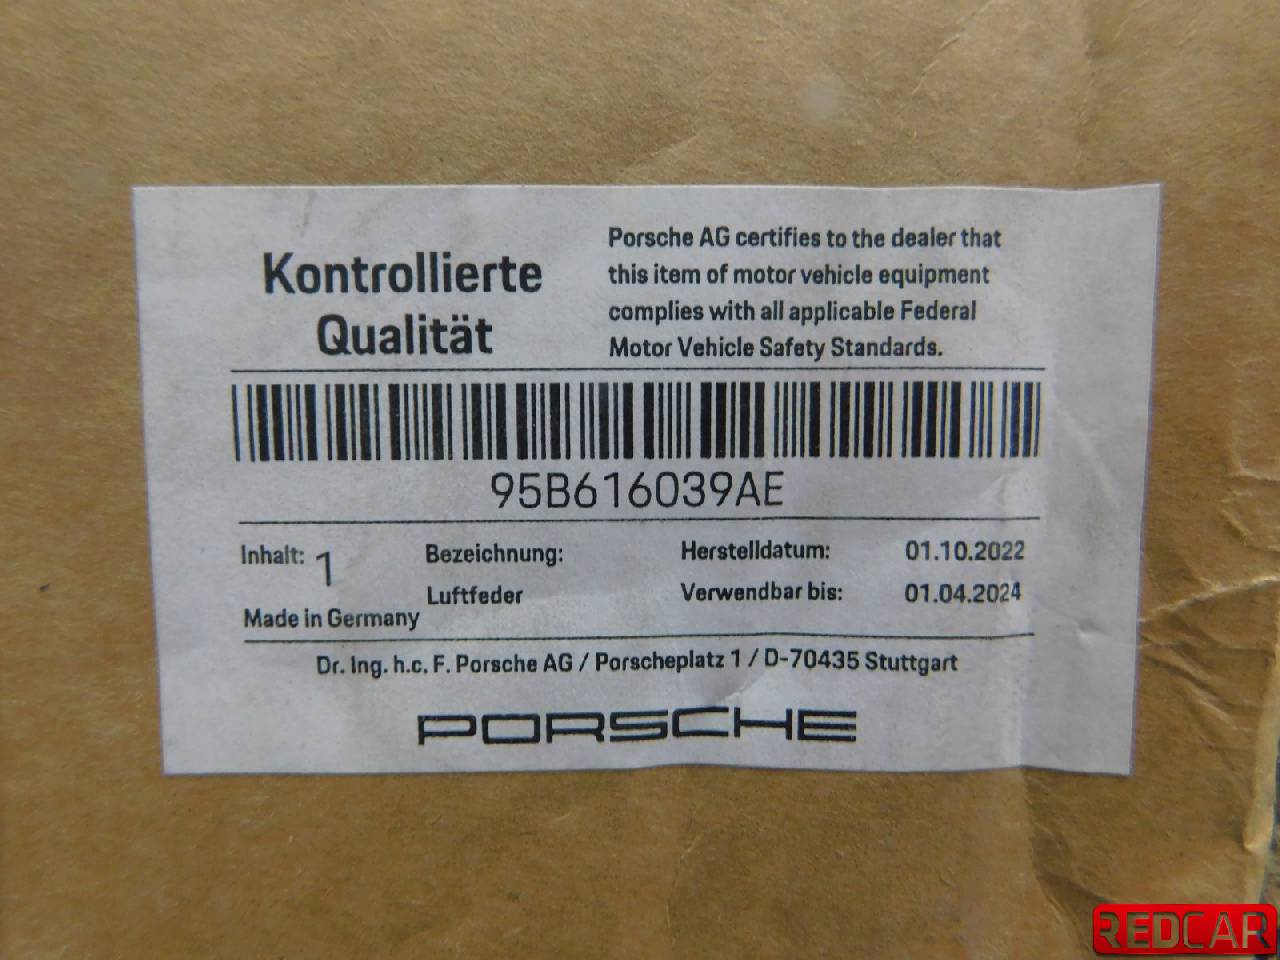 Kontrollierte
Qualität
Porsche AG certifies to the dealer that
this item of motor vehicle equipment
complies with all applicable Federal
Motor Vehicle Safety Standards.
95B616039AE
Inhalt: 1
Made in Germany
Bezeichnung:
Luftfeder
Herstelldatum: 01.10.2022
Verwendbar bis: 01.04.2024
Dr. Ing. h.c. F. Porsche AG / Porscheplatz 1 / D-70435 Stuttgart
PORSCHE
REDCAR